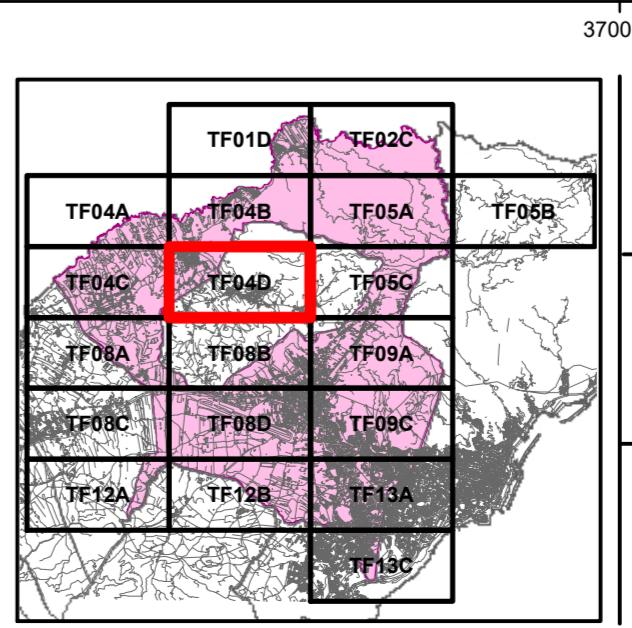 3700
TF01D TF02C
TF04A TF04B TF05A TF05B
TF04C TF04D TF05C
TF08A TF08B TF09A
TF08C TF08D TF09C
TF12A TF12B TF13A
TF13C